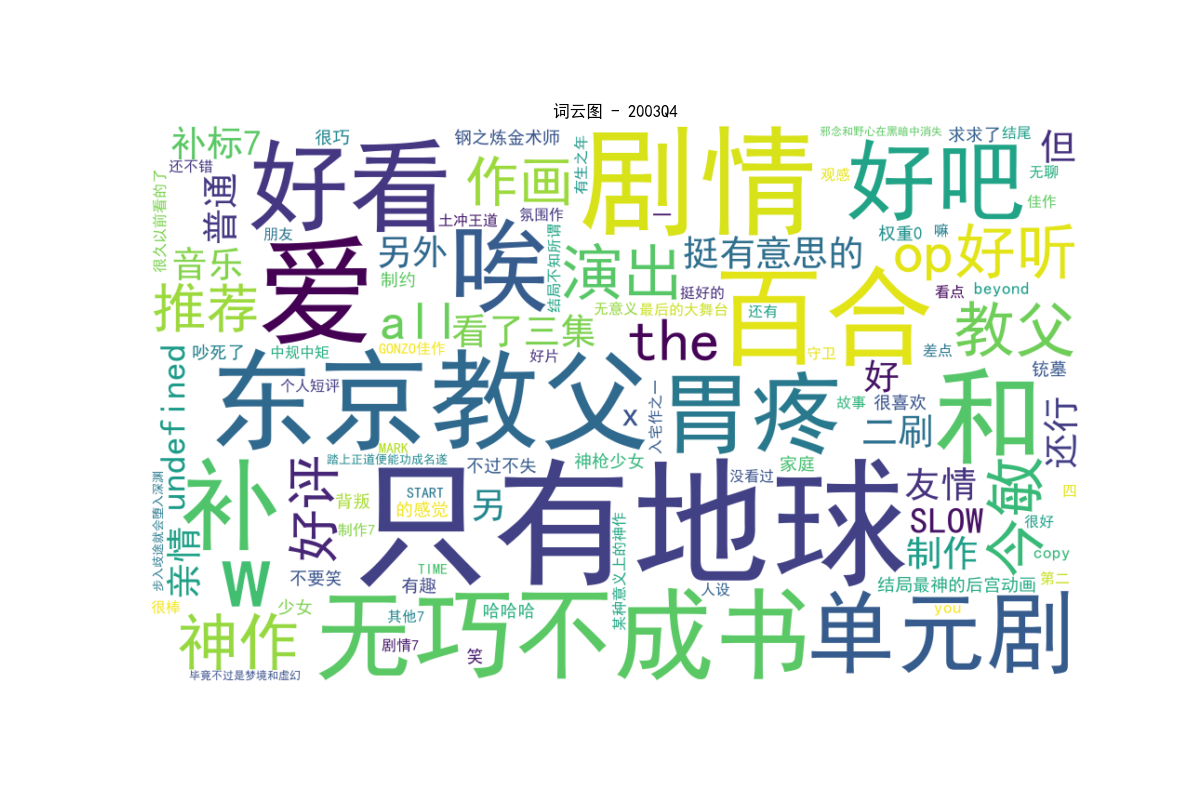 词云图 - 2003Q4
补标7
很巧
钢之炼金术师
有生之年
剧情
邪念和野心在黑暗中消失
求求了
结尾
但
还不错
好看
作画
好吧
无聊
观感
普通
佳作
很久以前看的了
土冲王道
氛围作
一
朋友
爱
另外
唉
结局不知所谓
演出
挺有意思的
权重0
嘛
op
好听
音乐
制约
挺好的
百合
看点
beyond
推荐
all
看了三集
无意义
最后的大舞台
还有
the
教父
吵死了
中规中矩
GONZO佳作
好片
守卫
差点
undefined
东京教父
个人短评
x
入宅作之一
胃疼
好
铳墓
故事
很喜欢
和
还行
二刷
MARK
踏上正道便能功成名遂
不过不失
神枪少女
没看过
家庭
步入歧途就会堕入深渊
补
好评
START
背叛
的感觉
只有地球
另
友情
今敏
四
SLOW
很好
亲情
制作7
某种意义上的神作
制作
copy
w
不要笑
TIME
有趣
人设
结局最神的后宫动画
第二
很棒
少女
其他7
哈哈哈
you
神作
无巧不成书
单元剧
剧情7
笑
毕竟不过是梦境和虚幻